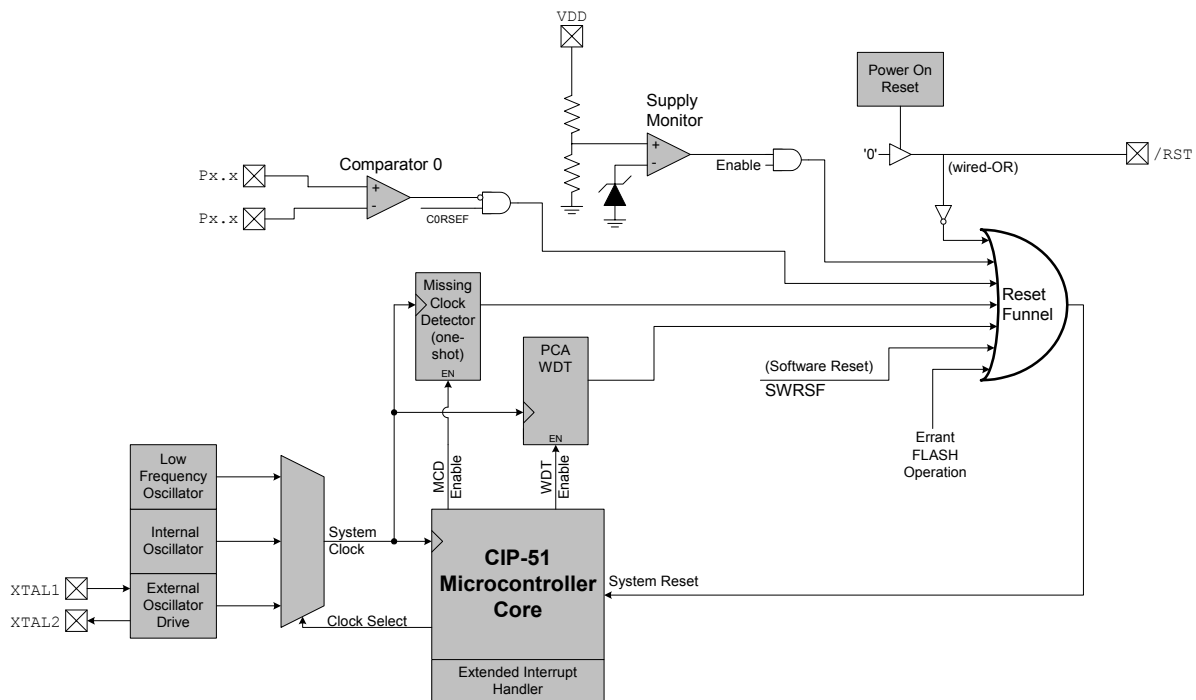 VDD
Power On
Reset
Supply
Monitor
+
-
Enable
'0'
(wired-OR)
/RST
Comparator 0
Px.x
Px.x
+
-
C0RSEF
Missing
Clock
Detector
(one-
shot)
EN
PCA
WDT
EN
Reset
Funnel
(Software Reset)
SWRSF
Errant
FLASH
Operation
MCD
Enable
WDT
Enable
Low
Frequency
Oscillator
Internal
Oscillator
External
Oscillator
Drive
XTAL1
XTAL2
System
Clock
Clock Select
CIP-51
Microcontroller
Core
System Reset
Extended Interrupt
Handler